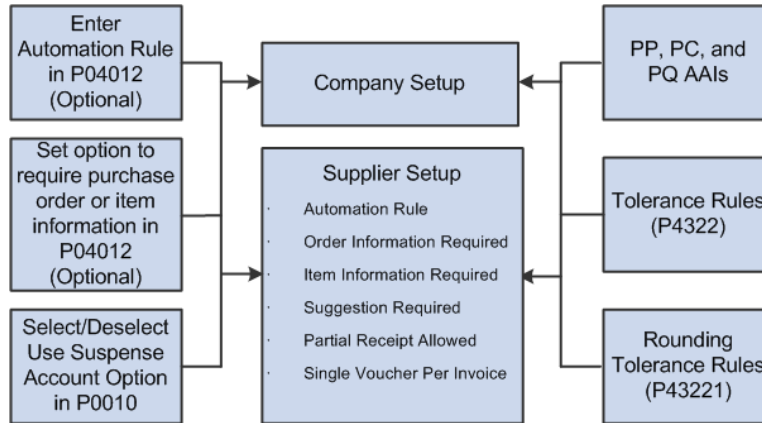 Enter
Automation Rule
in P04012
(Optional)
Set option to
require purchase
order or item
information in
P04012
(Optional)
Select/Deselect
Use Suspense
Account Option
in P0010
Company Setup
Supplier Setup
· Automation Rule
· Order Information Required
· Item Information Required
· Suggestion Required
· Partial Receipt Allowed
· Single Voucher Per Invoice
PP, PC, and
PQ AAIs
Tolerance Rules
(P4322)
Rounding
Tolerance Rules
(P43221)